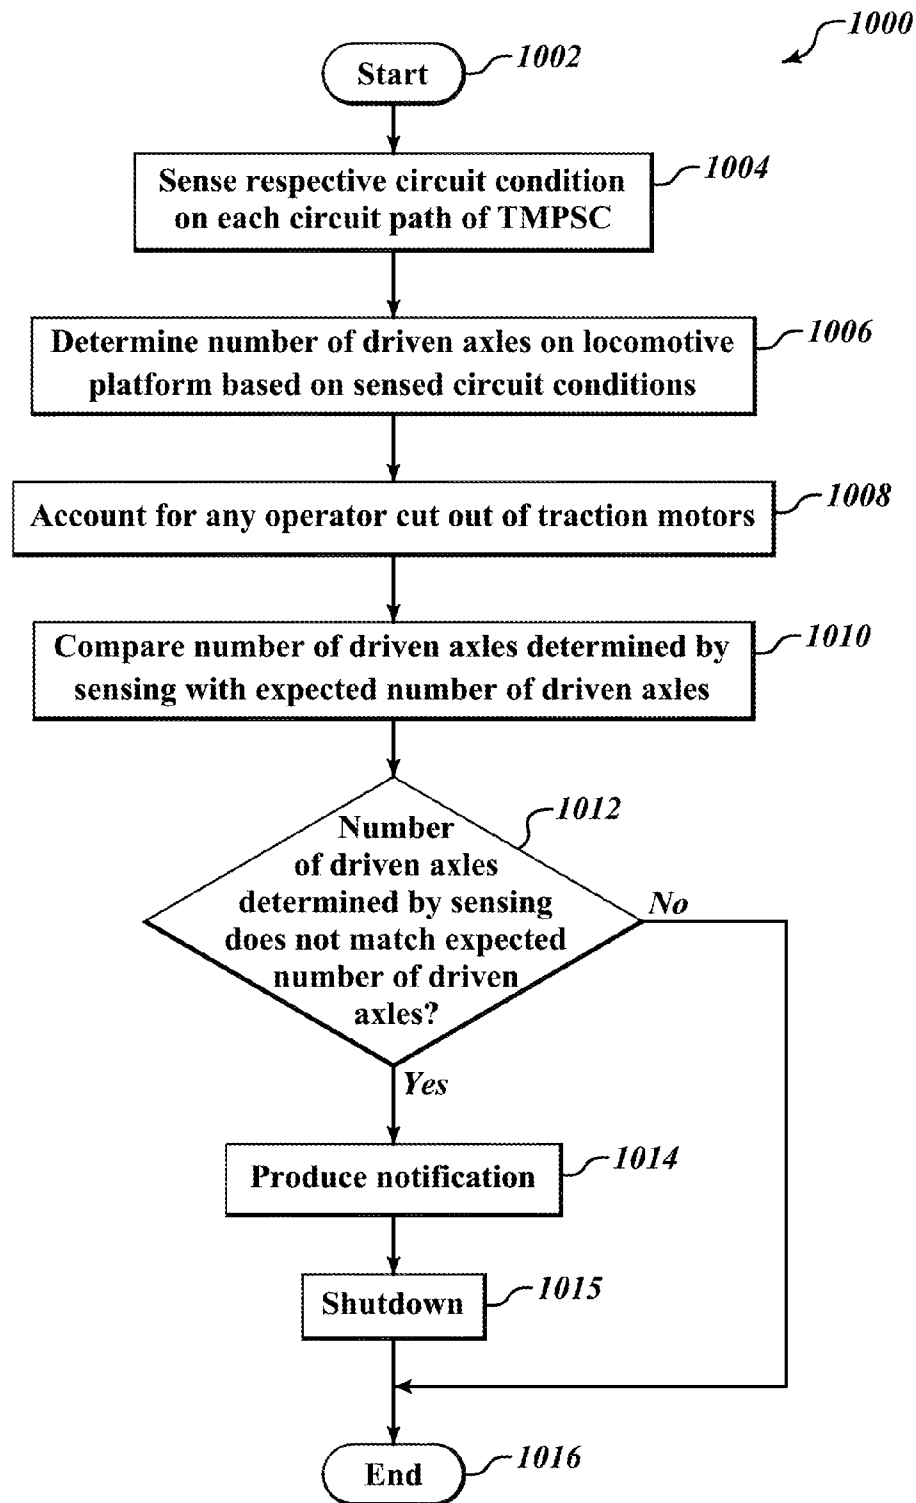 1000
Start
1002
Sense respective circuit condition
on each circuit path of TMPSC
1004
Determine number of driven axles on locomotive
platform based on sensed circuit conditions
1006
Account for any operator cut out of traction motors
1008
Compare number of driven axles determined by
sensing with expected number of driven axles
1010
Number
of driven axles
determined by sensing
does not match expected
number of driven
axles?
1012
No
Yes
Produce notification
1014
Shutdown
1015
End
1016